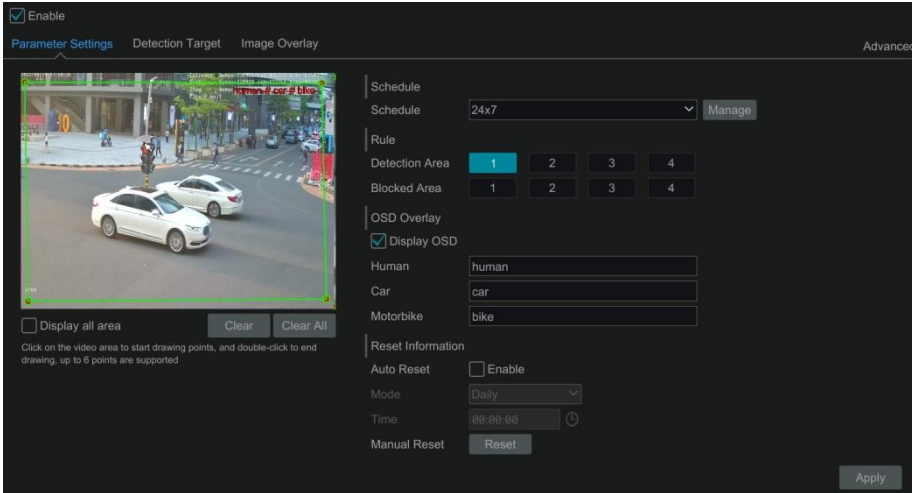 Enable
Parameter Settings Detection Target Image Overlay Advanced
human-# car-# bike-
Schedule
Schedule 24x7 Manage
Rule
Detection Area 1 2 3 4
Blocked Area 1 2 3 4
OSD Overlay
Display OSD
Human human
Car car
Motorbike bike
Display all area Clear Clear All
Click on the video area to start drawing points, and double-click to end
drawing, up to 6 points are supported
Reset Information
Auto Reset Enable
Mode Daily
Time 00:00:00
Manual Reset Reset
Apply